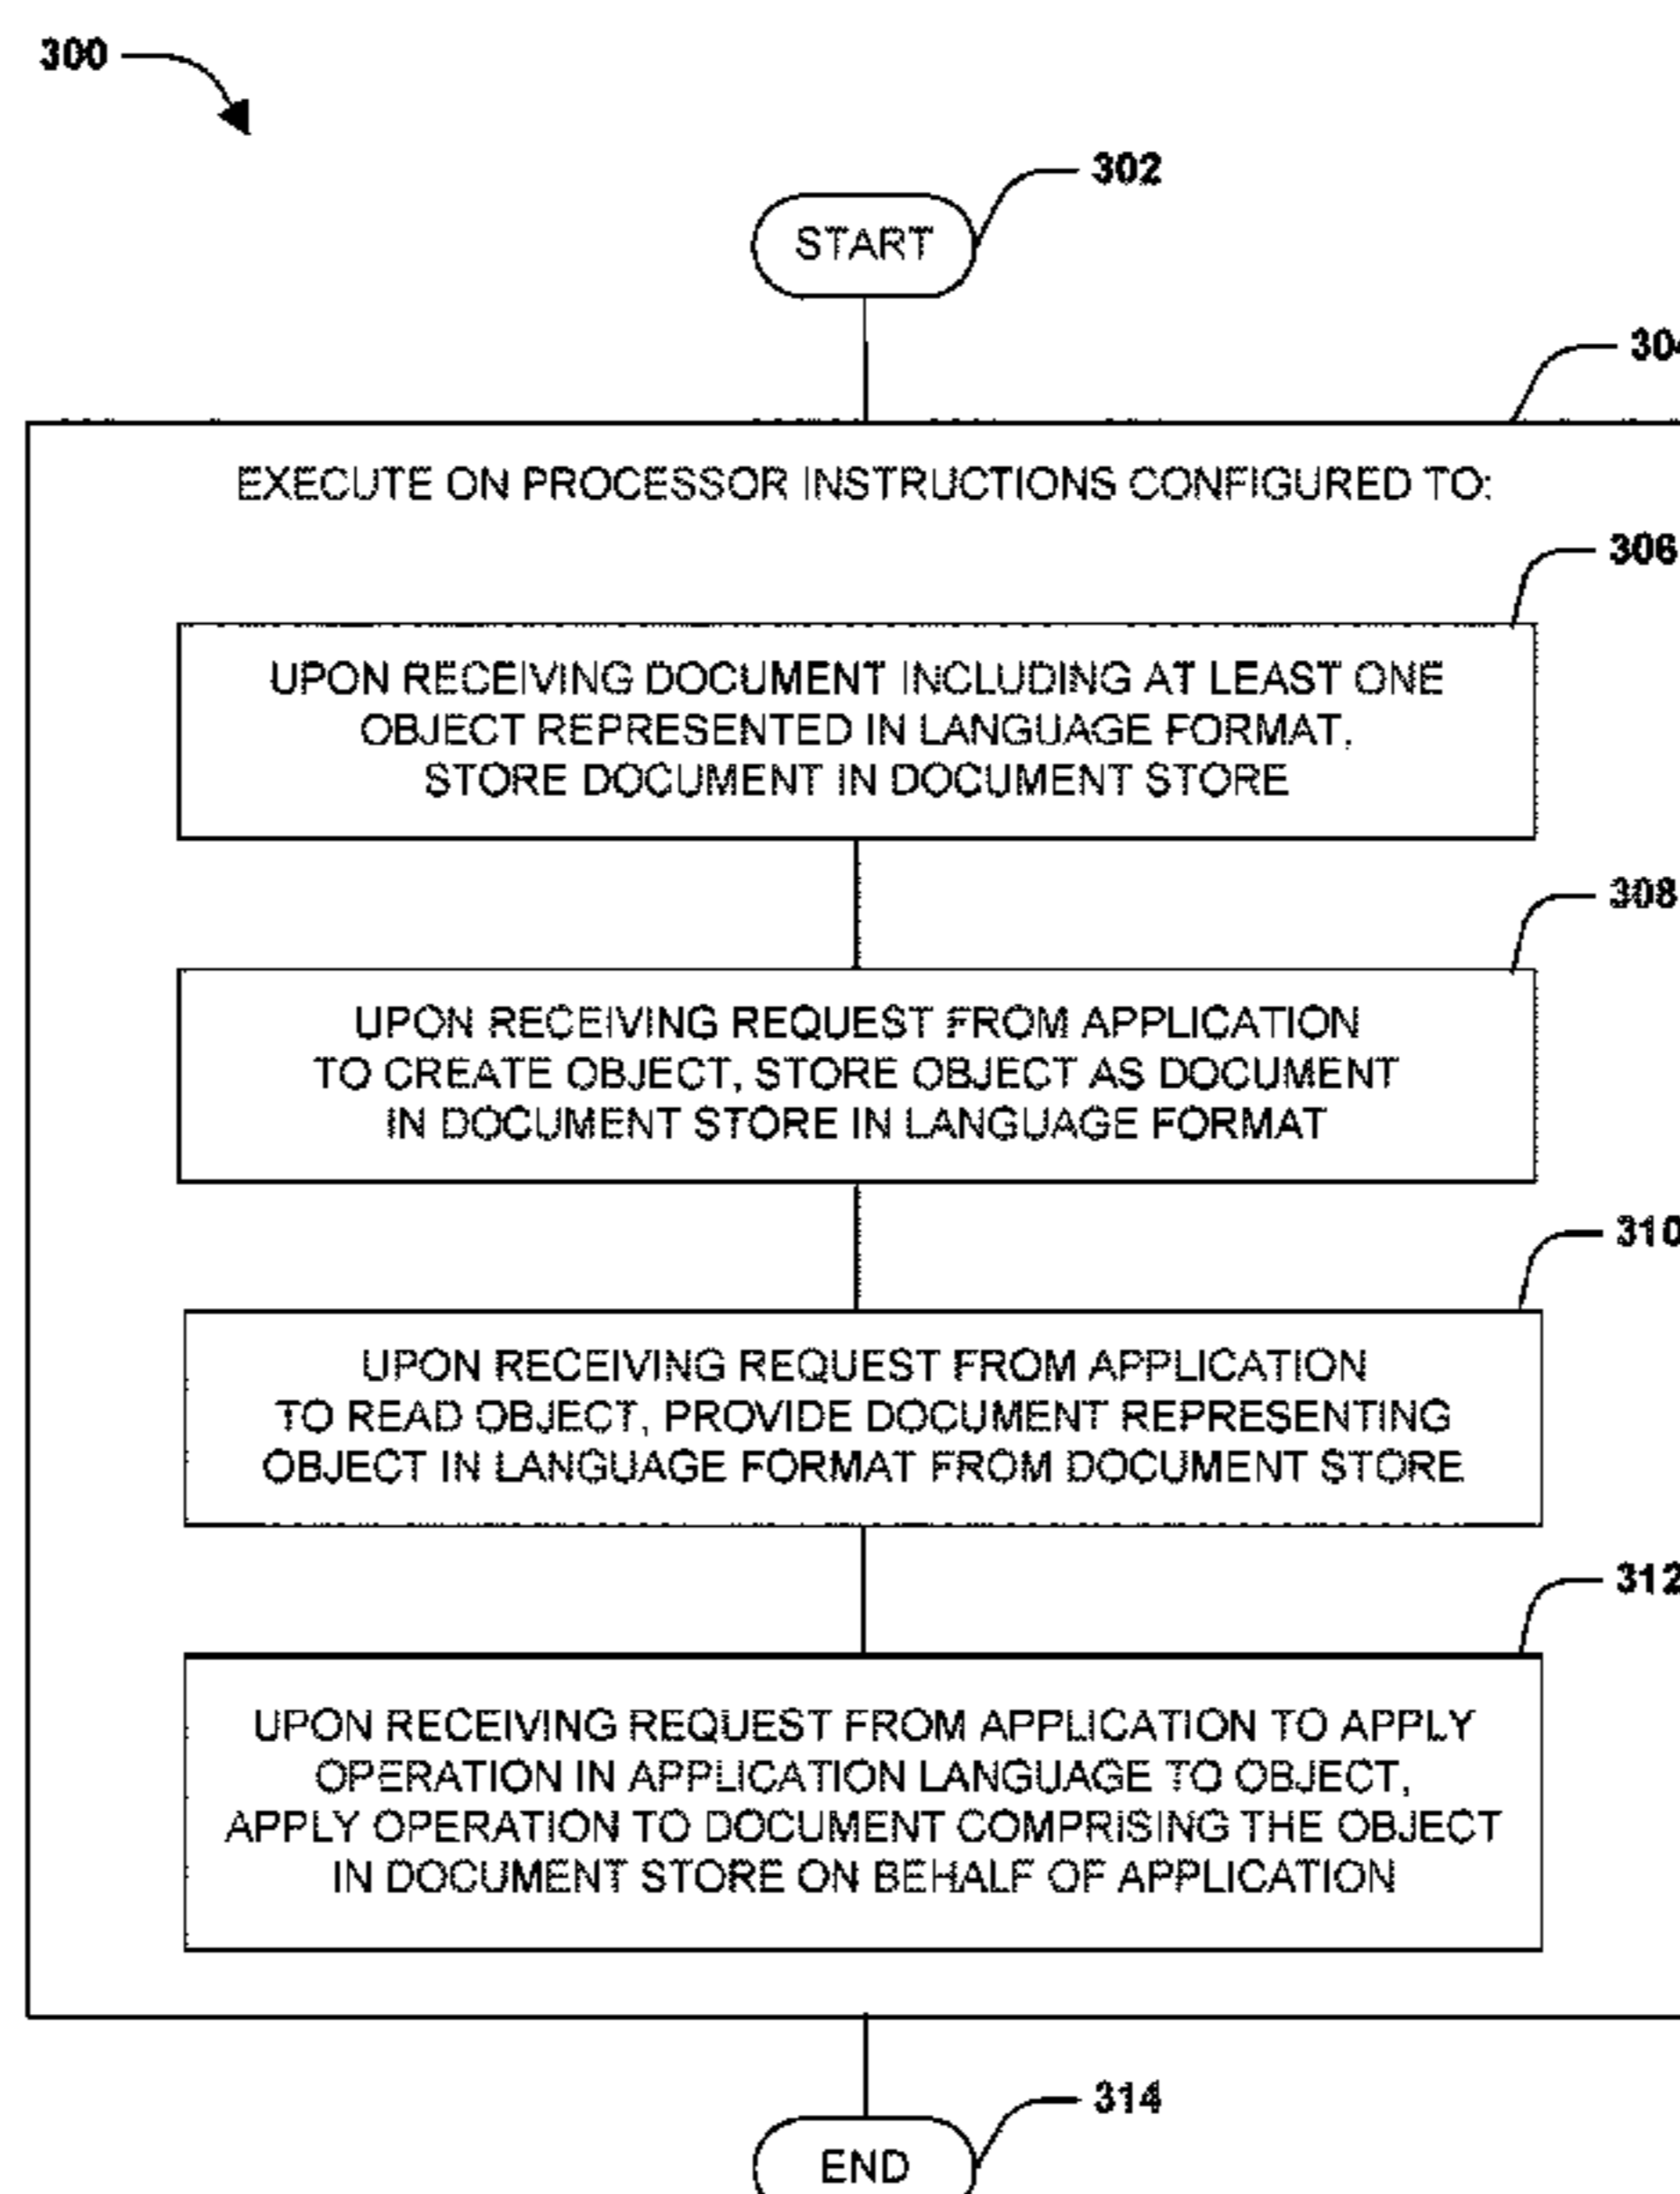 300
302
START
304
EXECUTE ON PROCESSOR INSTRUCTIONS CONFIGURED TO:
306
UPON RECEIVING DOCUMENT INCLUDING AT LEAST ONE
OBJECT REPRESENTED IN LANGUAGE FORMAT,
STORE DOCUMENT IN DOCUMENT STORE
308
UPON RECEIVING REQUEST FROM APPLICATION
TO CREATE OBJECT, STORE OBJECT AS DOCUMENT
IN DOCUMENT STORE IN LANGUAGE FORMAT
310
UPON RECEIVING REQUEST FROM APPLICATION
TO READ OBJECT, PROVIDE DOCUMENT REPRESENTING
OBJECT IN LANGUAGE FORMAT FROM DOCUMENT STORE
312
UPON RECEIVING REQUEST FROM APPLICATION TO APPLY
OPERATION IN APPLICATION LANGUAGE TO OBJECT,
APPLY OPERATION TO DOCUMENT COMPRISING THE OBJECT
IN DOCUMENT STORE ON BEHALF OF APPLICATION
314
END